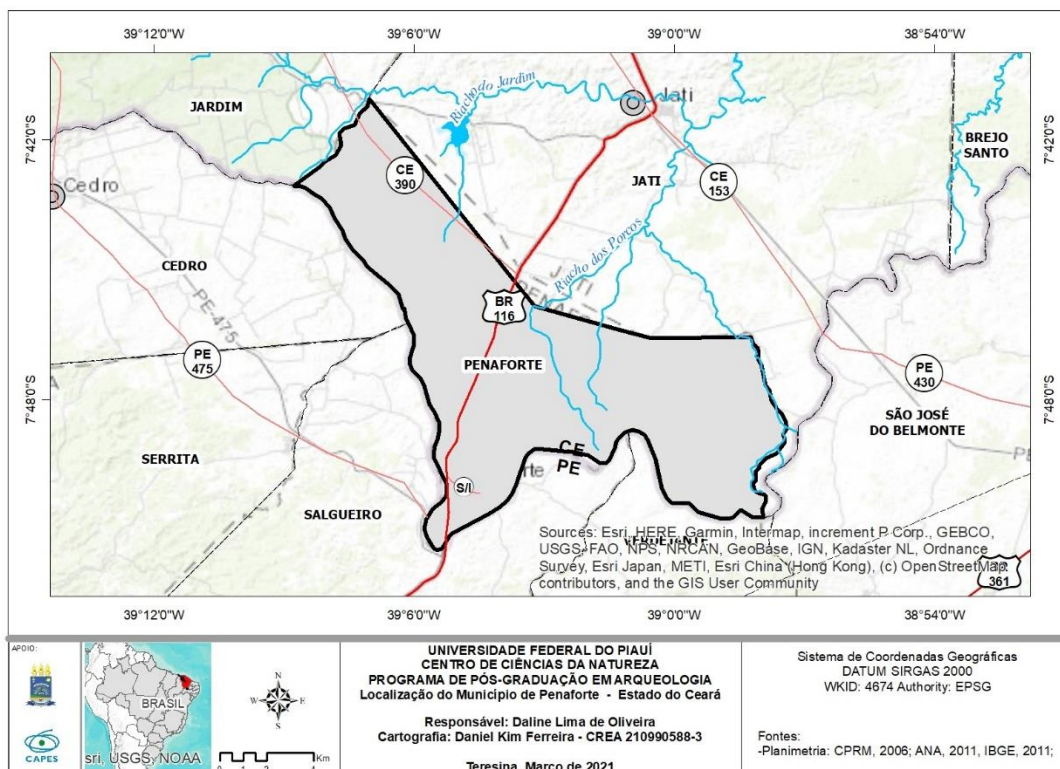 39°12'0"W
39°6'0"W
39°0'0"W
38°54'0"W
7°42'0"S
7°48'0"S
7°42'0"S
7°48'0"S
JARDIM
Riacho do Jardim
Jati
BREJO
SANTO
CE
390
JATI
CE
153
Cedro
CEDRO
PE-475
Riacho dos Porcos
JATI
BR
116
PE
475
PENAFORTE
PE
430
SÃO JOSÉ
DO BELMONTE
SERRITA
CE
PE
rte
S/I
SALGUEIRO
361
Sources: Esri, HERE, Garmin, Intermap, increment P Corp., GEBCO,
USGS, FAO, NPS, NRCAN, GeoBase, IGN, Kadaster NL, Ordnance
Survey, Esri Japan, METI, Esri China (Hong Kong), (c) OpenStreetMap
contributors, and the GIS User Community
39°12'0"W
39°6'0"W
39°0'0"W
38°54'0"W
APOIO:
CAPES
BRASIL
sri, USGS, NOAA
N
W
E
S
Km
UNIVERSIDADE FEDERAL DO PIAUÍ
CENTRO DE CIÊNCIAS DA NATUREZA
PROGRAMA DE PÓS-GRADUAÇÃO EM ARQUEOLOGIA
Localização do Município de Penaforte - Estado do Ceará
Responsável: Daline Lima de Oliveira
Cartografia: Daniel Kim Ferreira - CREA 210990588-3
Teresina, Março de 2021
Sistema de Coordenadas Geográficas
DATUM SIRGAS 2000
WKID: 4674 Authority: EPSG
Fontes:
-Planimetria: CPRM, 2006; ANA, 2011, IBGE, 2011;